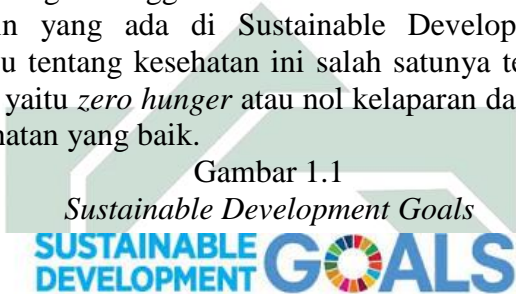 in yang ada di Sustainable Develop
u tentang kesehatan ini salah satunya te
yaitu zero hunger atau nol kelaparan da
hatan yang baik.
Gambar 1.1
Sustainable Development Goals
SUSTAINABLE
DEVELOPMENT GOALS